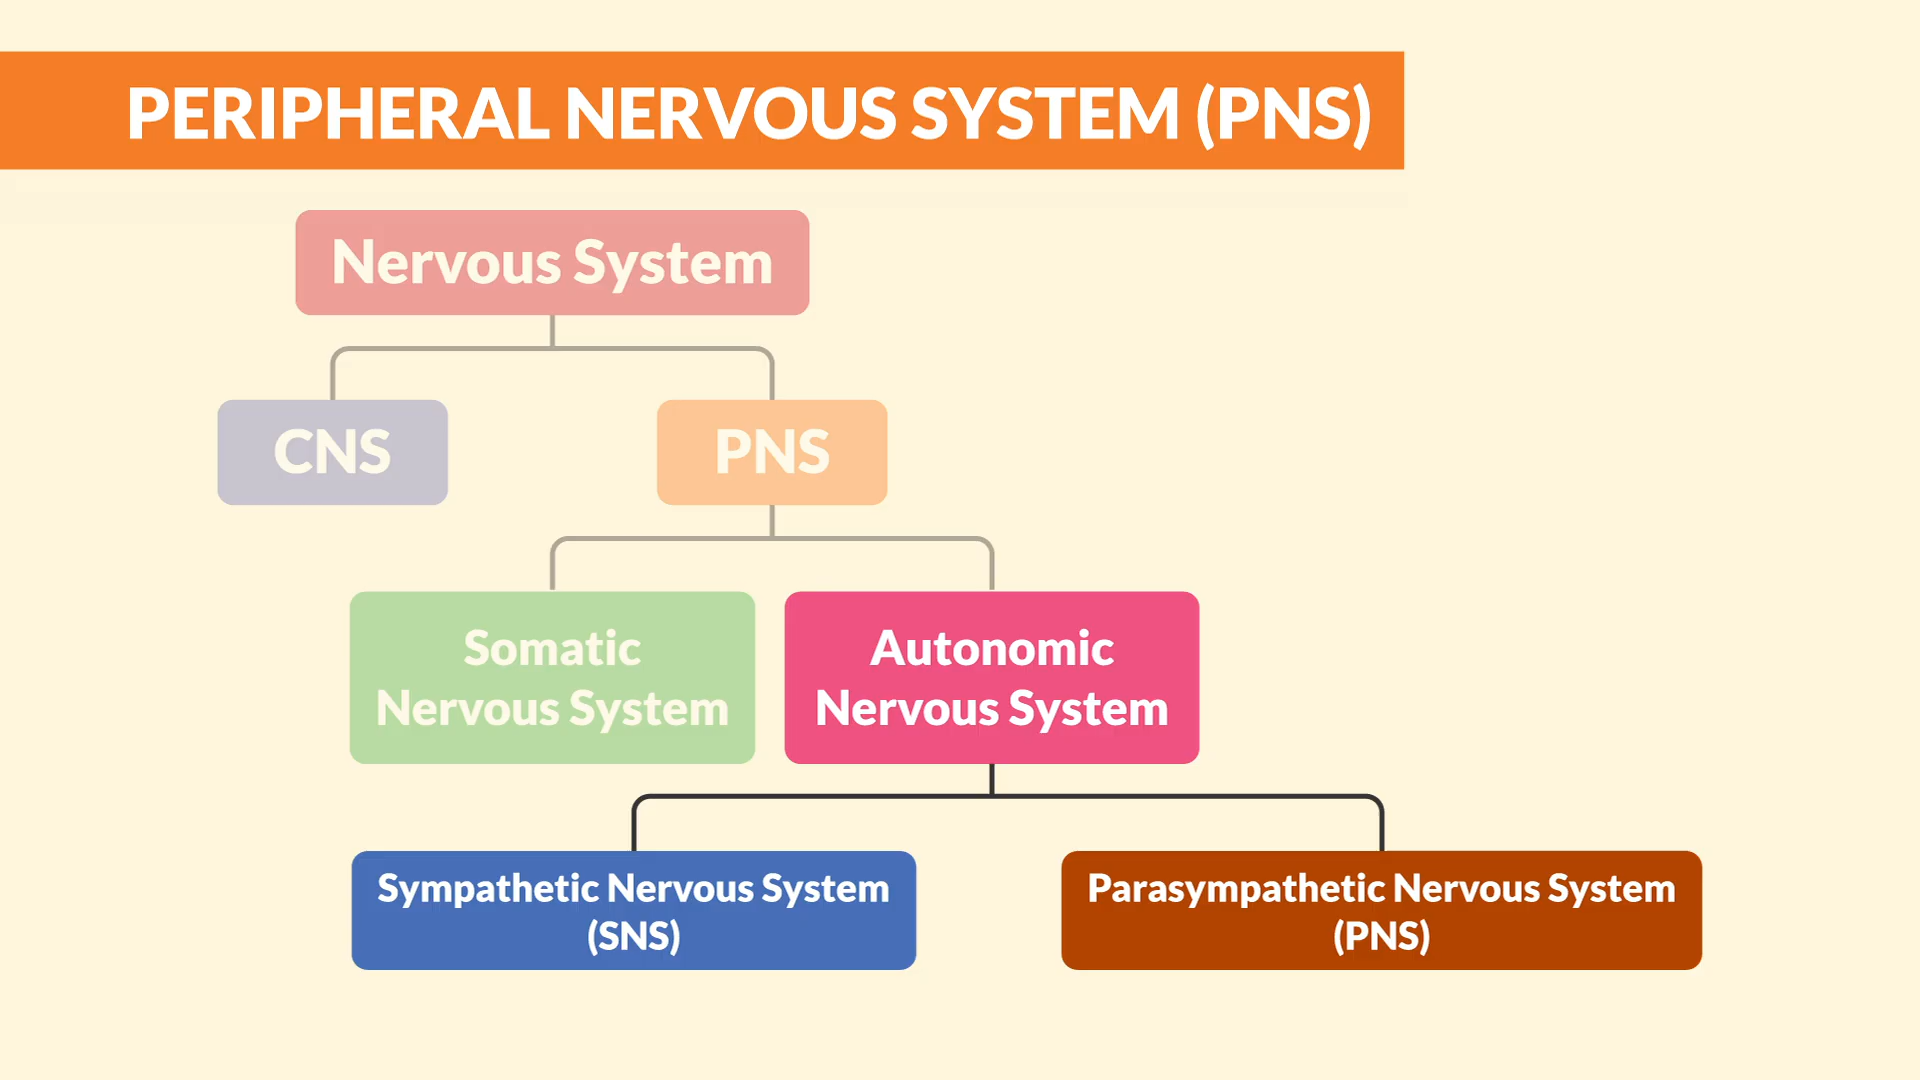 PERIPHERAL NERVOUS SYSTEM (PNS)
Nervous System
CNS
PNS
Somatic
Nervous System
Autonomic
Nervous System
Sympathetic Nervous System
(SNS)
Parasympathetic Nervous System
(PNS)